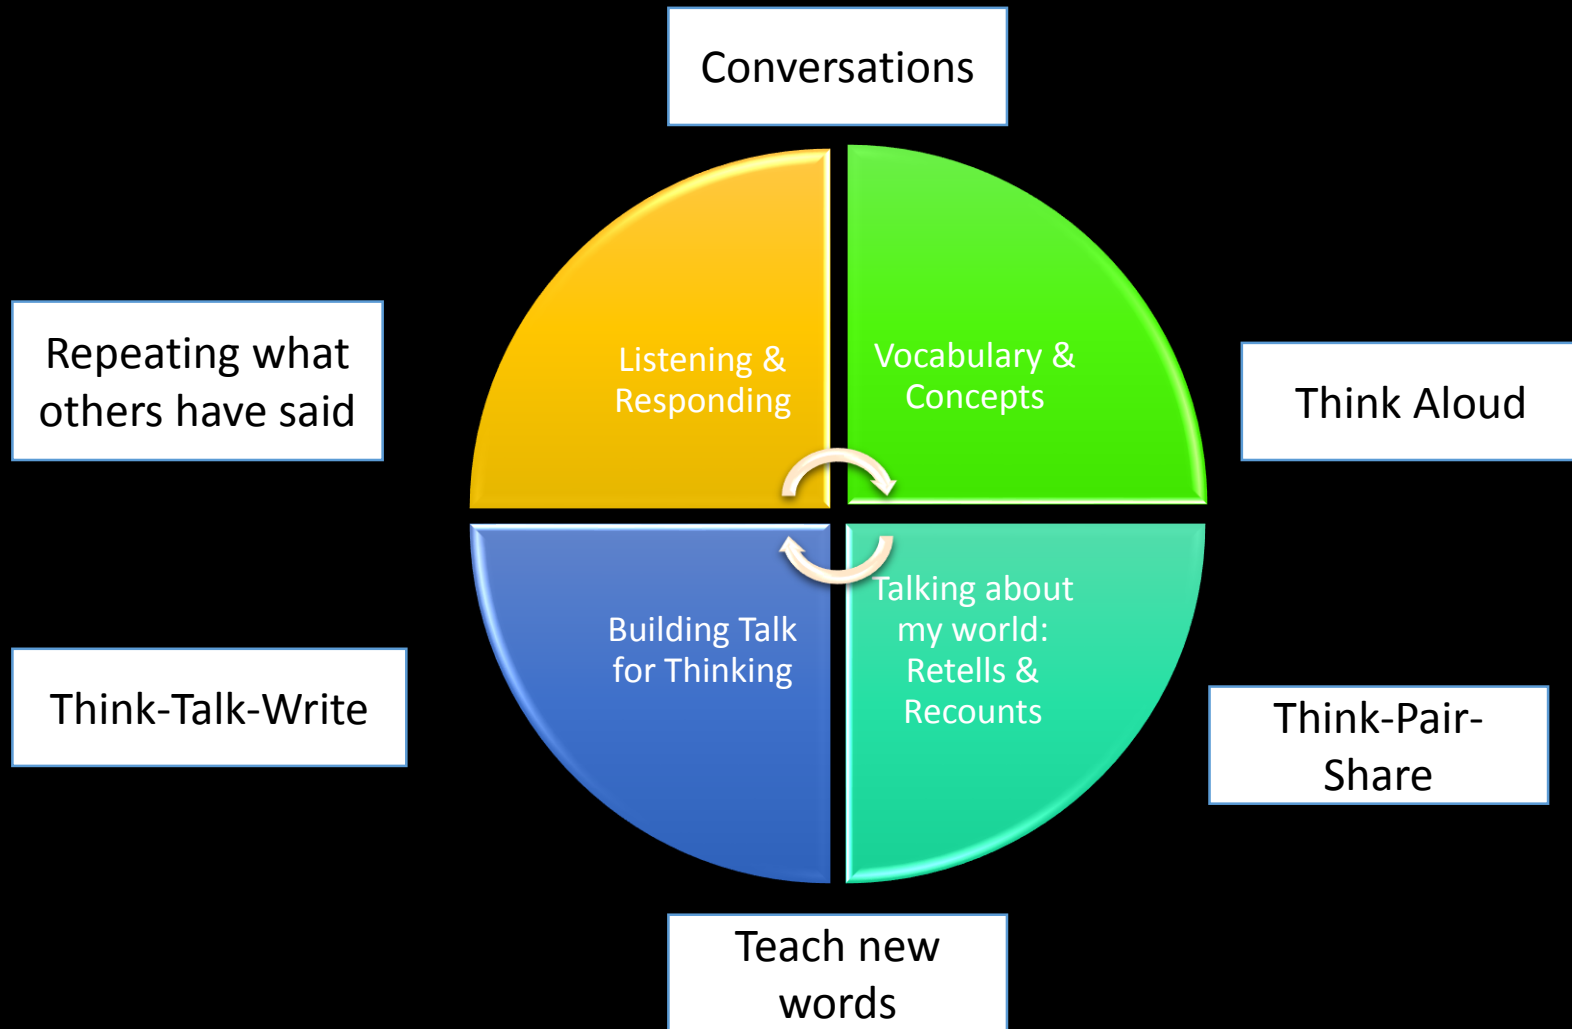 Conversations
Repeating what
others have said
Listening &
Responding
Vocabulary &
Concepts
Think Aloud
Think-Talk-Write
Building Talk
for Thinking
Talking about
my world:
Retells &
Recounts
Think-Pair-
Share
Teach new
words